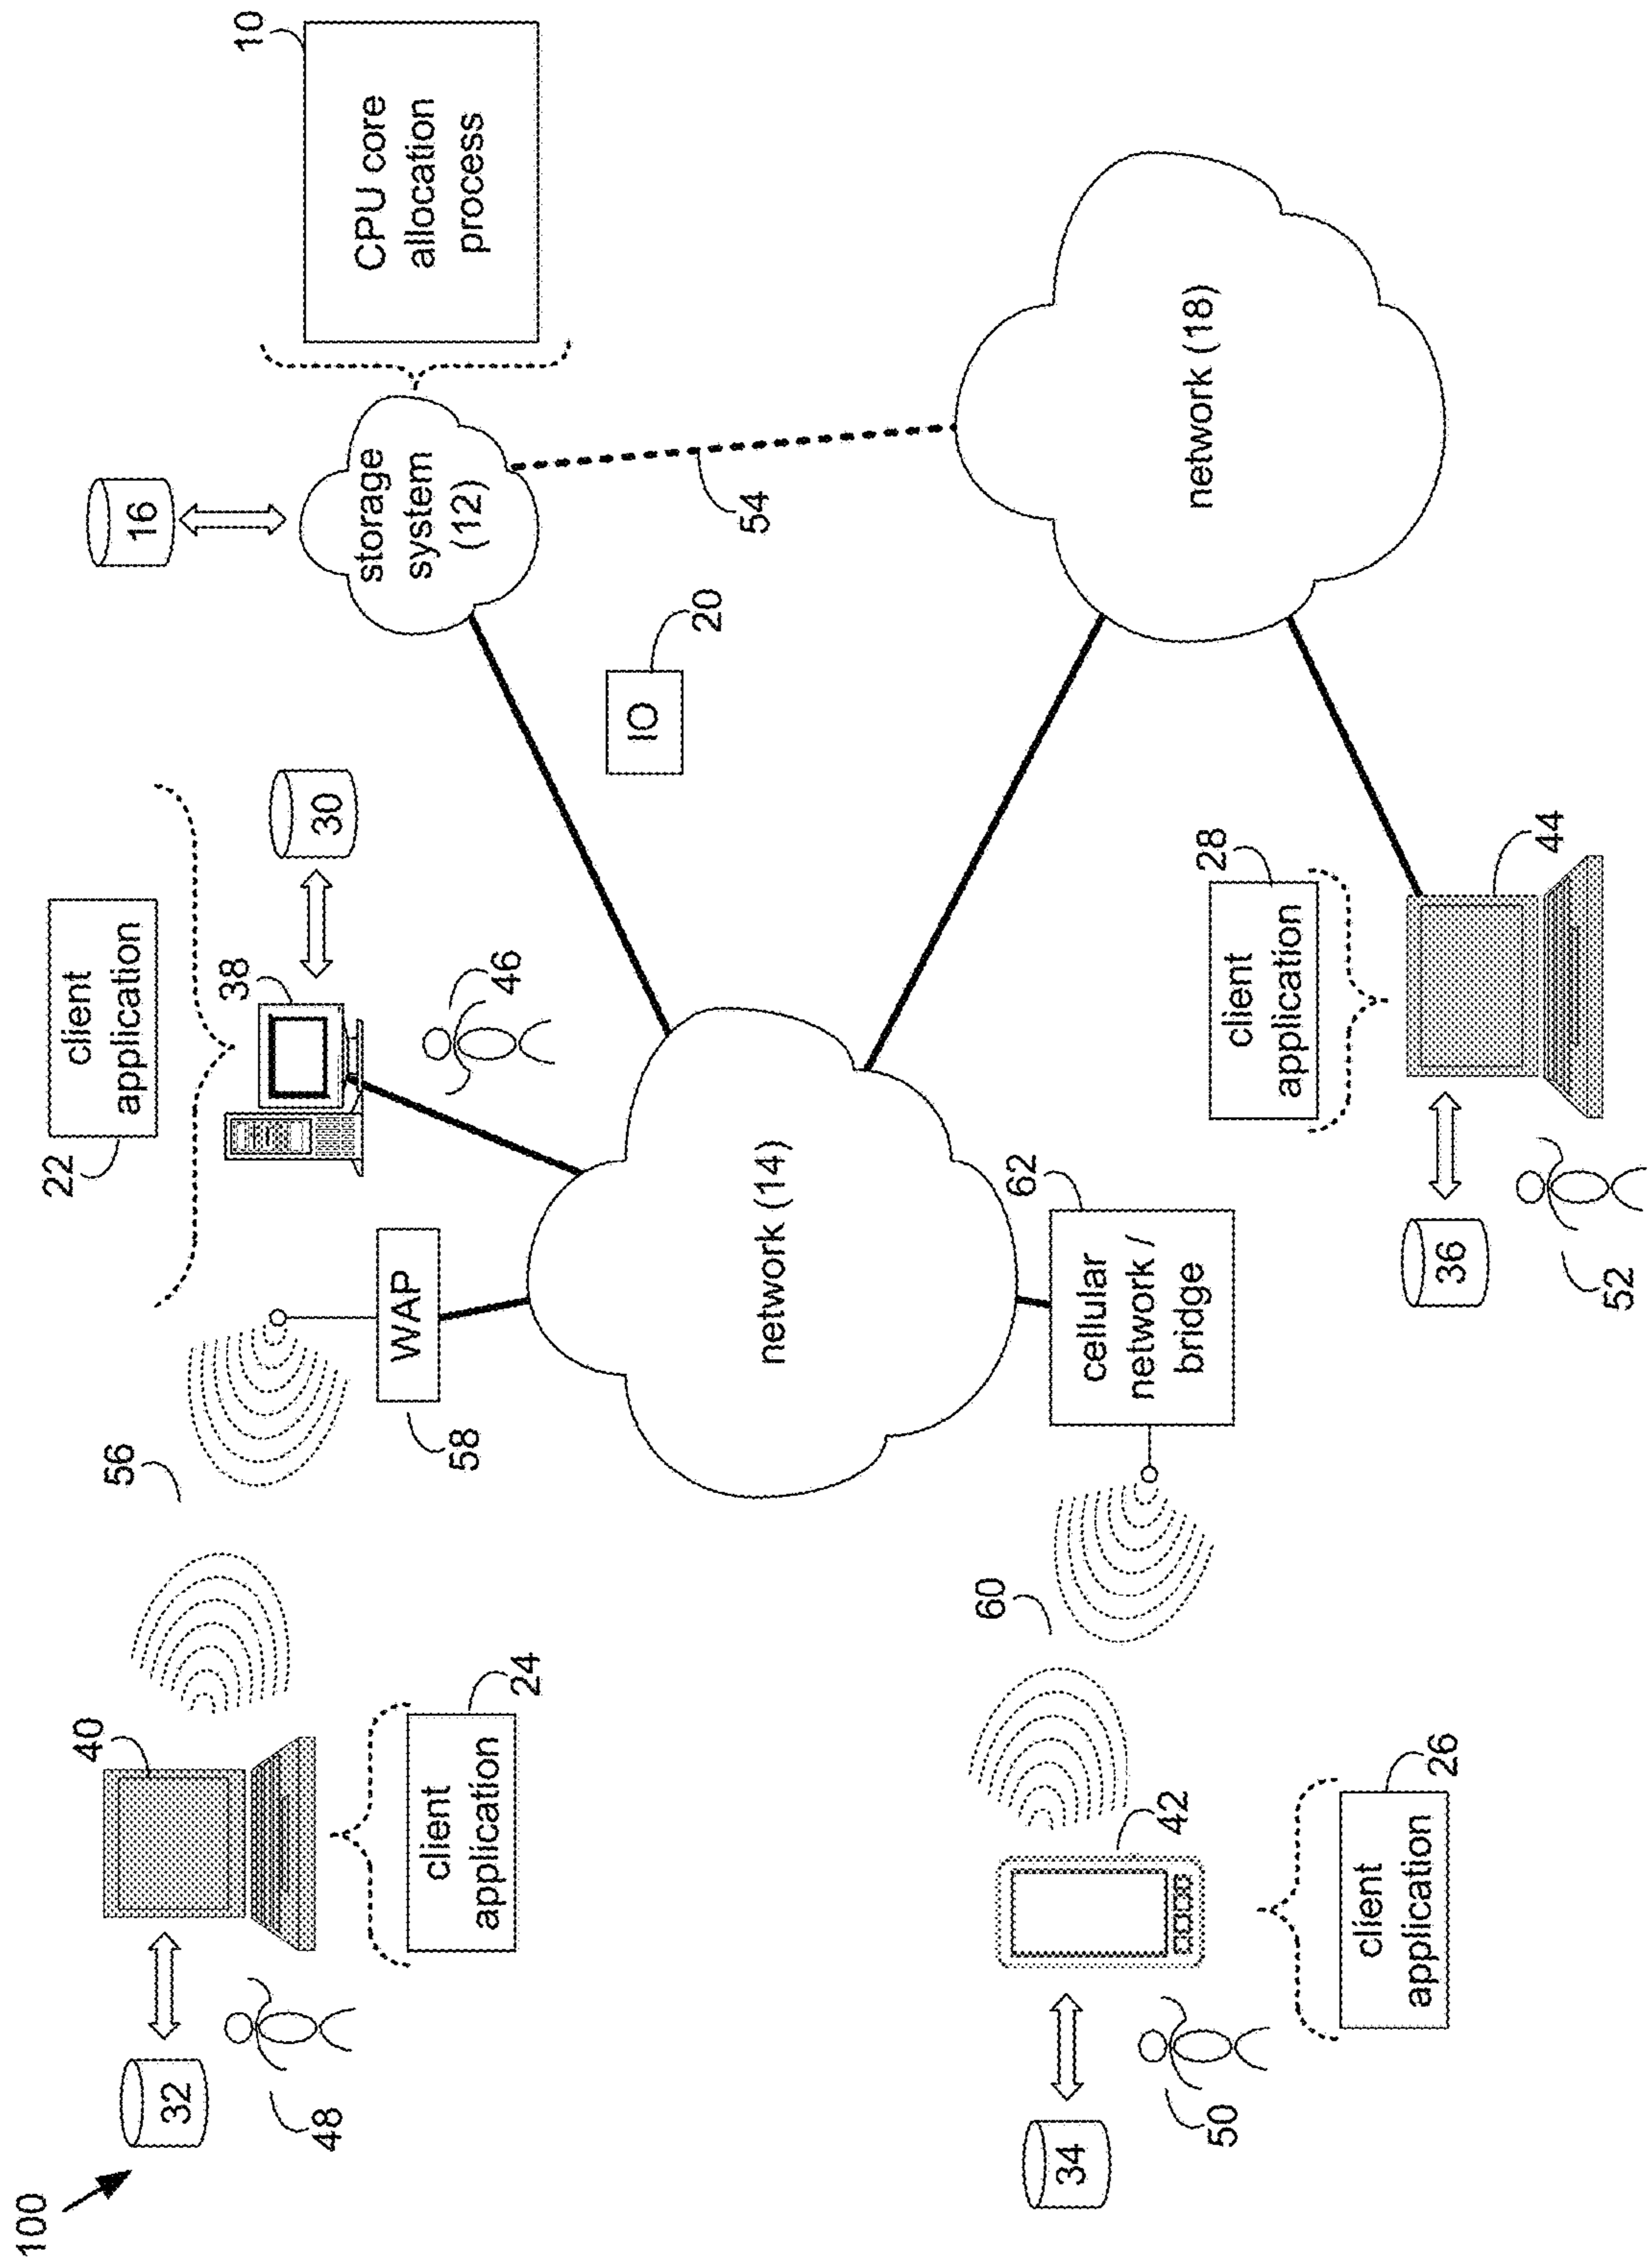 100
32
48
40
client
application
24
56
58
WAP
client
application
22
38
30
46
16
storage
system
(12)
CPU core
allocation
process
10
IO
20
54
network (14)
network (18)
34
50
42
client
application
26
60
62
cellular
network /
bridge
client
application
28
44
36
52